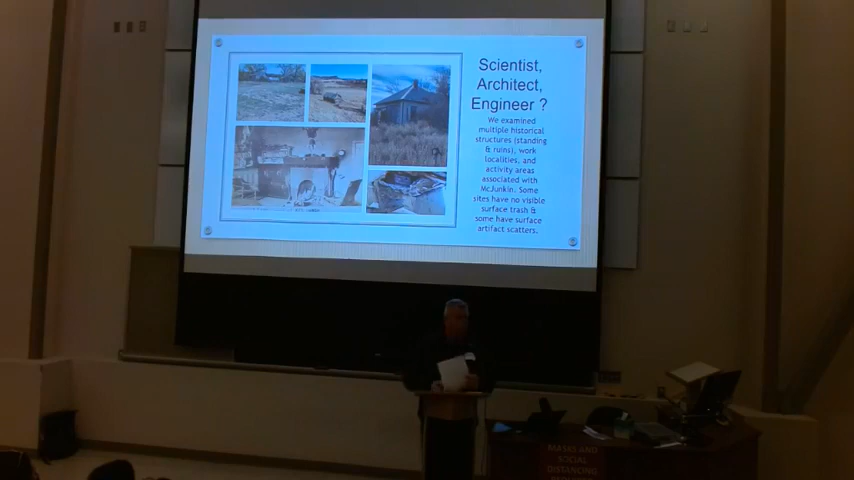 Scientist,
Architect,
Engineer ?
We examined
multiple historical
structures (standing
& ruins), work
localities, and
activity areas
associated with
McJunkin. Some
sites have no visible
surface trash &
some have surface
artifact scatters.
MASKS AND
SOCIAL
DISTANCING